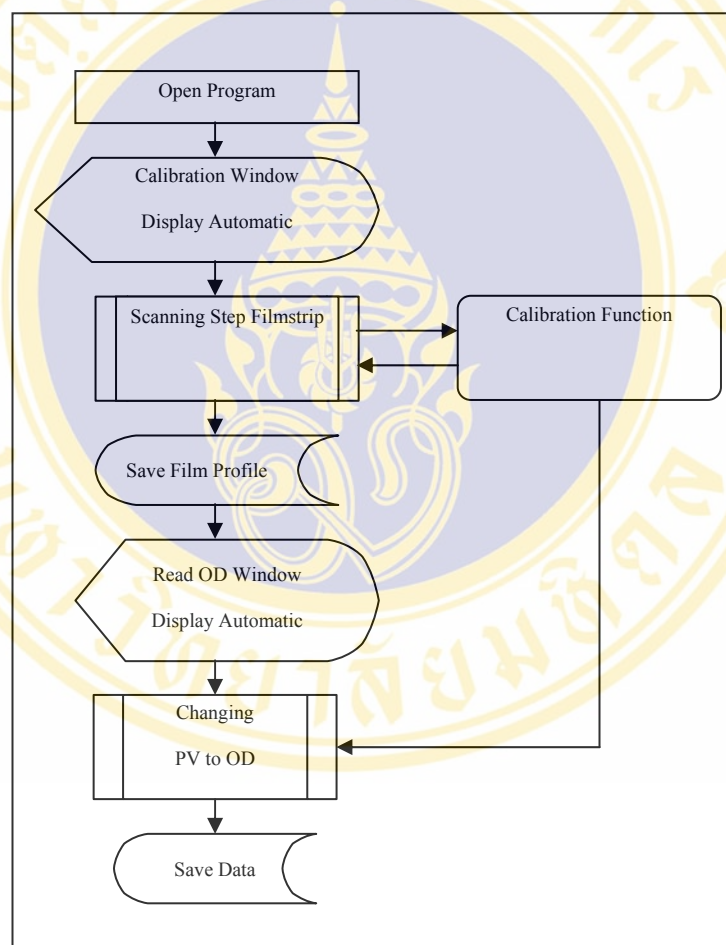 Open Program
Calibration Window
Display Automatic
Scanning Step Filmstrip
Calibration Function
Save Film Profile
Read OD Window
Display Automatic
Changing
PV to OD
Save Data